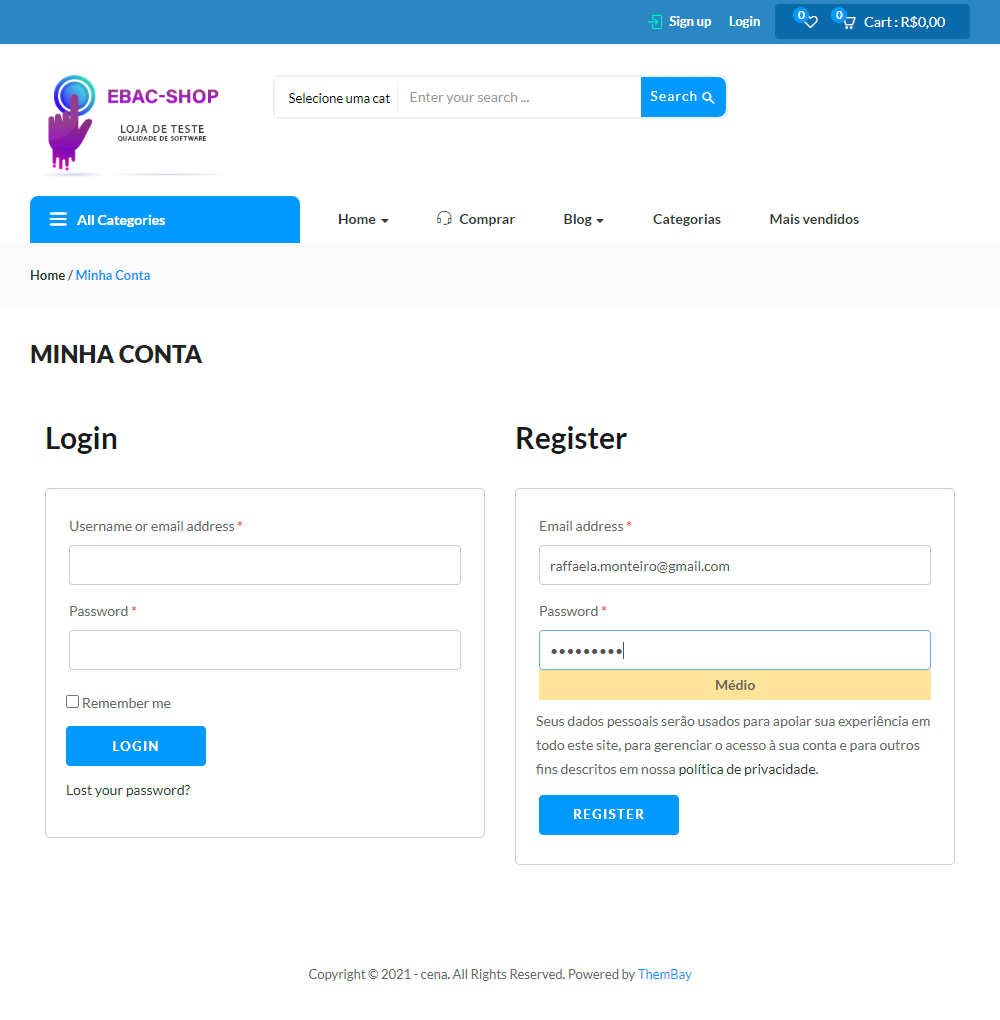 Sign up Login 0 0 Cart : R$0,00
EBAC-SHOP
LOJA DE TESTE
QUALIDADE DE SOFTWARE
Selecione uma cat Enter your search ... Search
All Categories Home Comprar Blog Categorias Mais vendidos
Home / Minha Conta
MINHA CONTA
Login
Username or email address *
Password *
Remember me
LOGIN
Lost your password?
Register
Email address *
raffaela.monteiro@gmail.com
Password *
•••••••••
Médio
Seus dados pessoais serão usados para apoiar sua experiência em
todo este site, para gerenciar o acesso à sua conta e para outros
fins descritos em nossa política de privacidade.
REGISTER
Copyright © 2021 - cena. All Rights Reserved. Powered by ThemBay